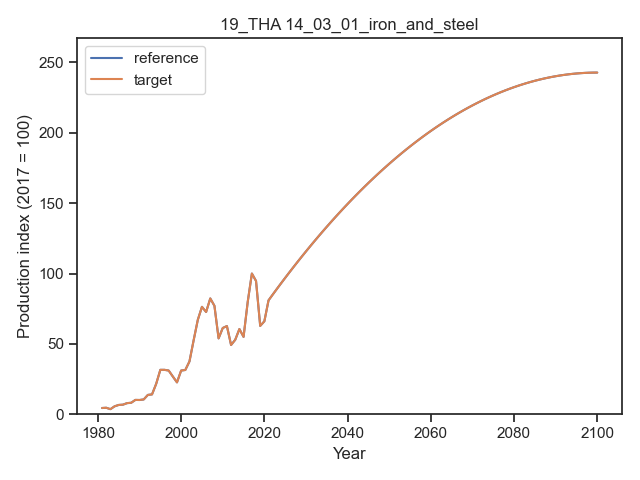 19_THA 14_03_01_iron_and_steel
reference
target
Production index (2017 = 100)
250
200
150
100
50
0
1980 2000 2020 2040 2060 2080 2100
Year